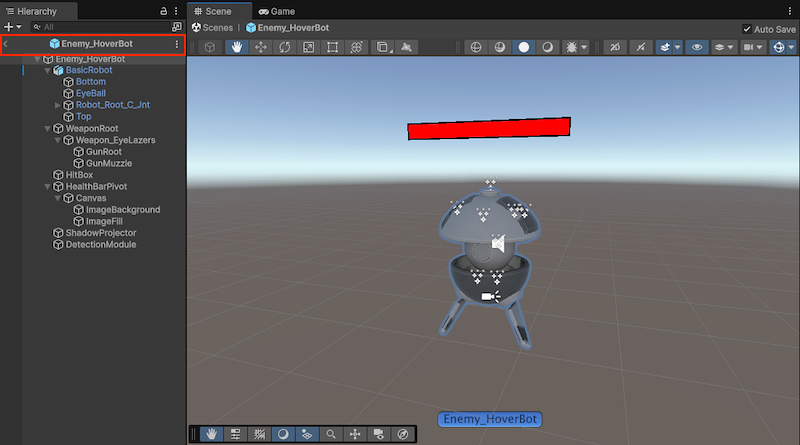 Hierarchy
All
Enemy_HoverBot
Enemy_HoverBot
BasicRobot
Bottom
EyeBall
Robot_Root_C_Jnt
Top
WeaponRoot
Weapon_EyeLazers
GunRoot
GunMuzzle
HitBox
HealthBarPivot
Canvas
ImageBackground
ImageFill
ShadowProjector
DetectionModule
Scene
Game
Scenes
Enemy_HoverBot
Auto Save
2D
Enemy_HoverBot